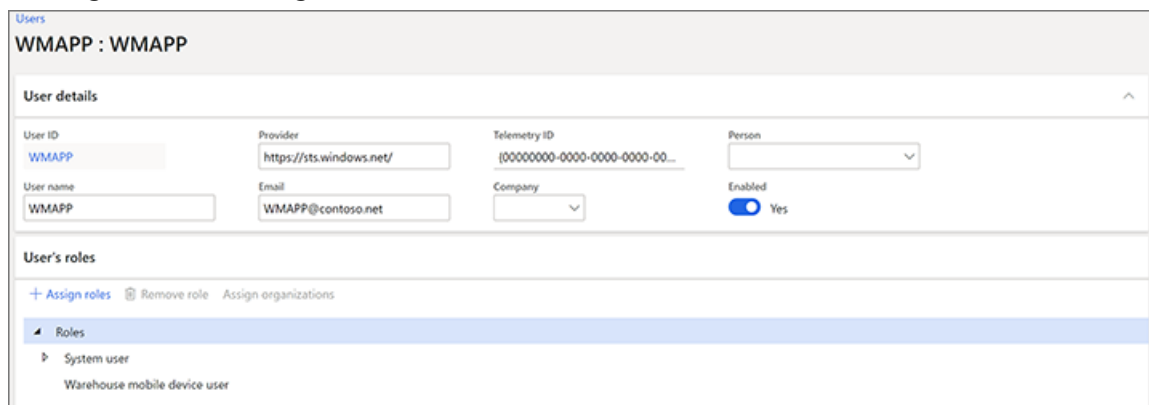 Users
WMAPP : WMAPP
User details
User ID Provider Telemetry ID Person
WMAPP https://sts.windows.net/ {00000000-0000-0000-0000-00...
User name Email Company Enabled
WMAPP WMAPP@contoso.net Yes
User's roles
+ Assign roles Remove role Assign organizations
Roles
System user
Warehouse mobile device user